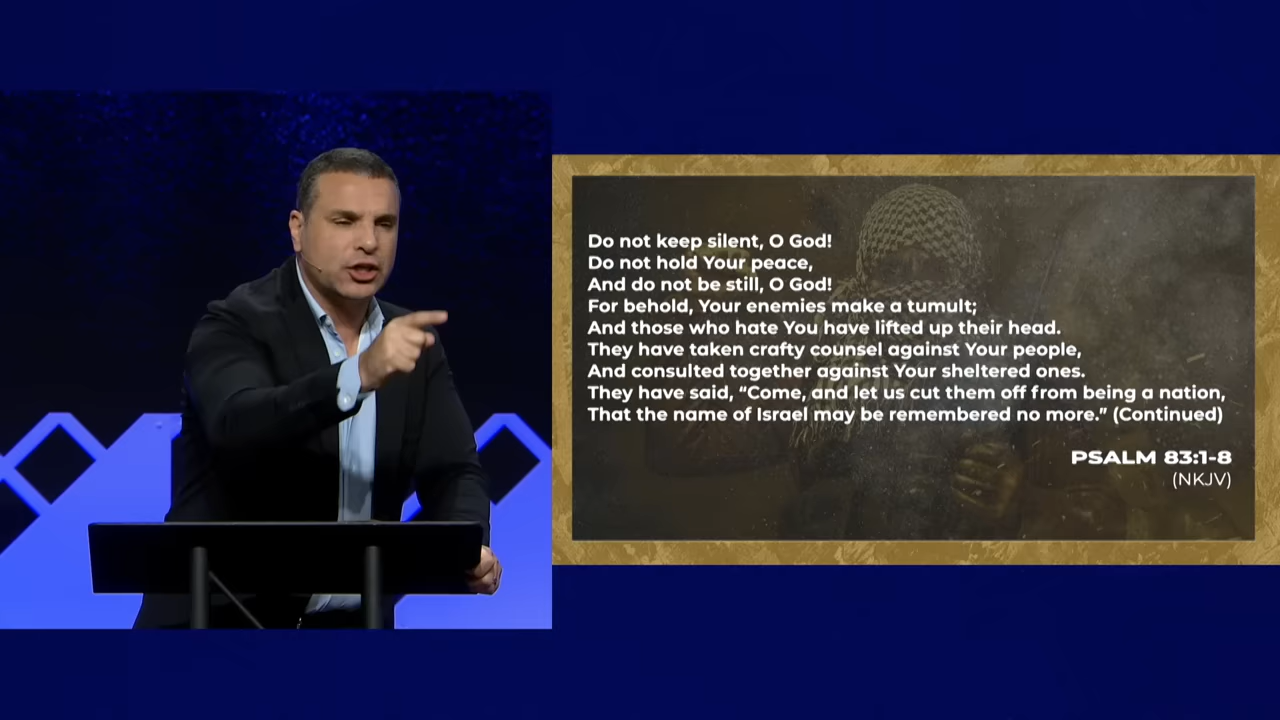 Do not keep silent, O God!
Do not hold Your peace,
And do not be still, O God!
For behold, Your enemies make a tumult;
And those who hate You have lifted up their head.
They have taken crafty counsel against Your people,
And consulted together against Your sheltered ones.
They have said, “Come, and let us cut them off from being a nation,
That the name of Israel may be remembered no more.” (Continued)
PSALM 83:1-8
(NKJV)